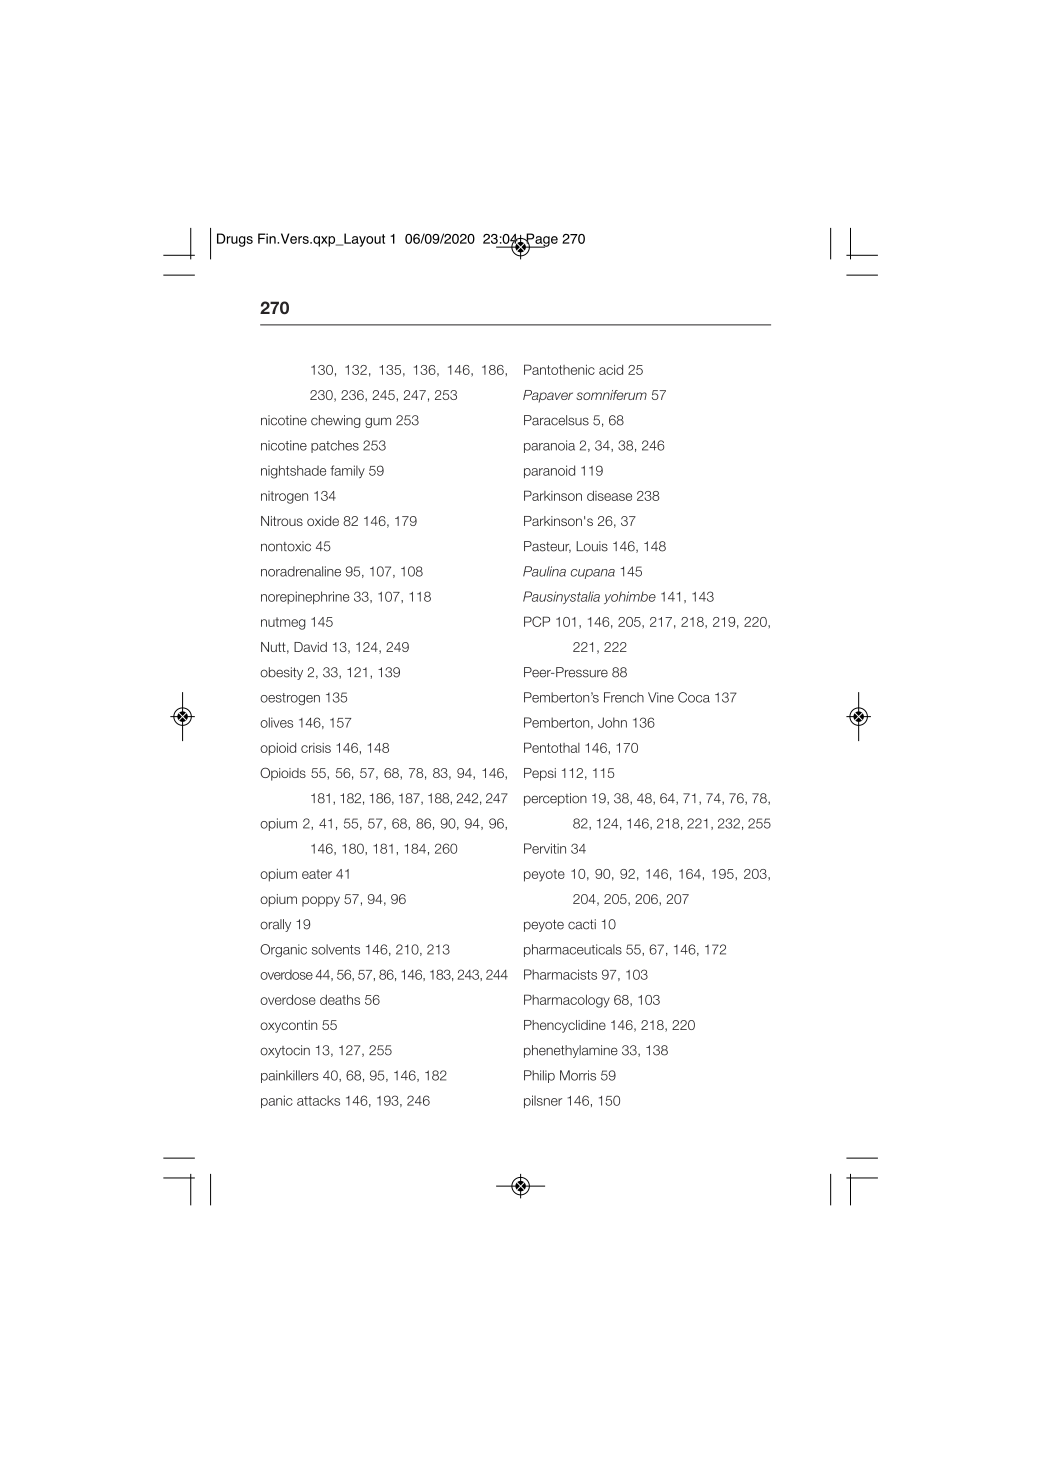 Drugs Fin.Vers.qxp_Layout 1 06/09/2020 23:04 Page 270
270
130, 132, 135, 136, 146, 186,
230, 236, 245, 247, 253
nicotine chewing gum 253
nicotine patches 253
nightshade family 59
nitrogen 134
Nitrous oxide 82 146, 179
nontoxic 45
noradrenaline 95, 107, 108
norepinephrine 33, 107, 118
nutmeg 145
Nutt, David 13, 124, 249
obesity 2, 33, 121, 139
oestrogen 135
olives 146, 157
opioid crisis 146, 148
Opioids 55, 56, 57, 68, 78, 83, 94, 146,
181, 182, 186, 187, 188, 242, 247
opium 2, 41, 55, 57, 68, 86, 90, 94, 96,
146, 180, 181, 184, 260
opium eater 41
opium poppy 57, 94, 96
orally 19
Organic solvents 146, 210, 213
overdose 44, 56, 57, 86, 146, 183, 243, 244
overdose deaths 56
oxycontin 55
oxytocin 13, 127, 255
painkillers 40, 68, 95, 146, 182
panic attacks 146, 193, 246
Pantothenic acid 25
Papaver somniferum 57
Paracelsus 5, 68
paranoia 2, 34, 38, 246
paranoid 119
Parkinson disease 238
Parkinson's 26, 37
Pasteur, Louis 146, 148
Paulina cupana 145
Pausinystalia yohimbe 141, 143
PCP 101, 146, 205, 217, 218, 219, 220,
221, 222
Peer-Pressure 88
Pemberton’s French Vine Coca 137
Pemberton, John 136
Pentothal 146, 170
Pepsi 112, 115
perception 19, 38, 48, 64, 71, 74, 76, 78,
82, 124, 146, 218, 221, 232, 255
Pervitin 34
peyote 10, 90, 92, 146, 164, 195, 203,
204, 205, 206, 207
peyote cacti 10
pharmaceuticals 55, 67, 146, 172
Pharmacists 97, 103
Pharmacology 68, 103
Phencyclidine 146, 218, 220
phenethylamine 33, 138
Philip Morris 59
pilsner 146, 150